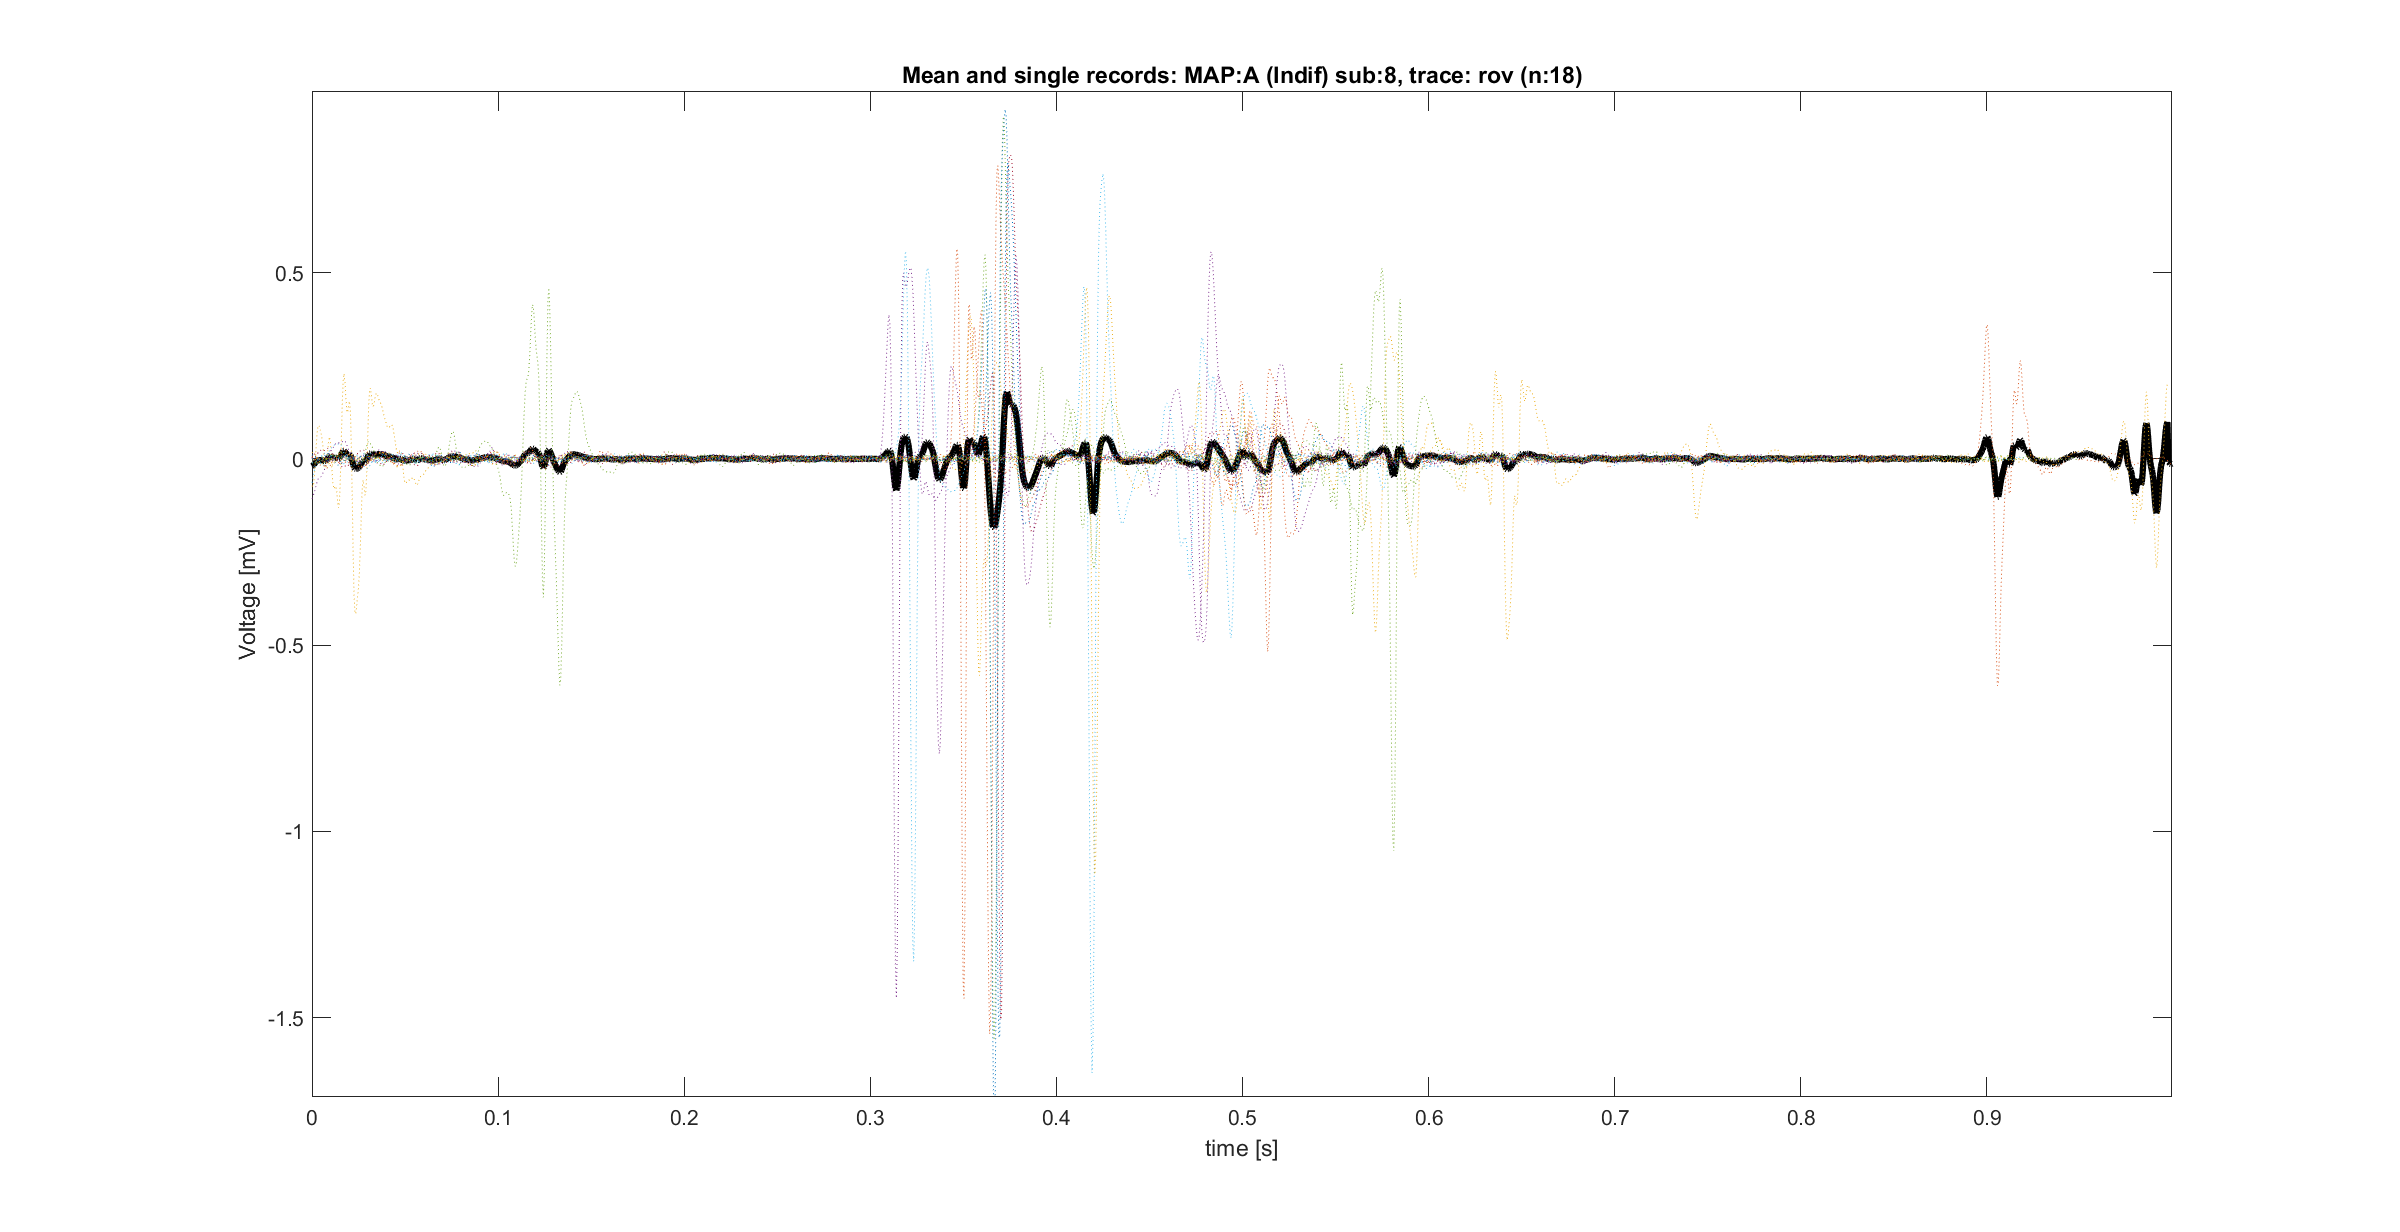 Mean and single records: MAP:A (Indif) sub:8, trace: rov (n:18)
0.5
0
-0.5
-1
-1.5
Voltage [mV]
0 0.1 0.2 0.3 0.4 0.5 0.6 0.7 0.8 0.9
time [s]